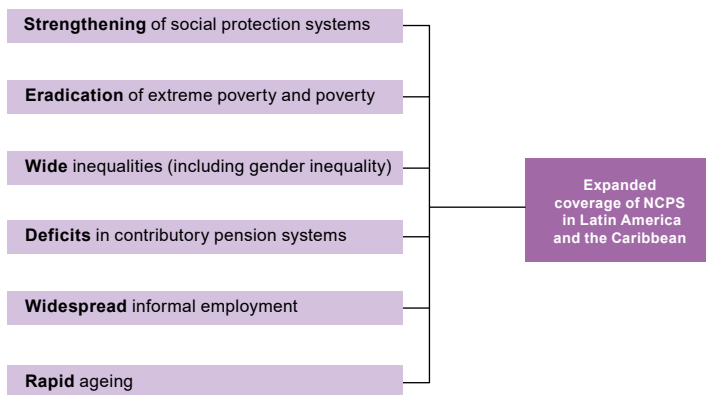 Strengthening of social protection systems
Eradication of extreme poverty and poverty
Wide inequalities (including gender inequality)
Deficits in contributory pension systems
Widespread informal employment
Rapid ageing
Expanded
coverage of NCPS
in Latin America
and the Caribbean